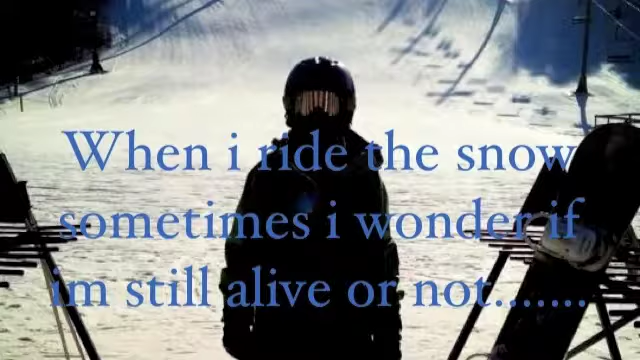 When i ride the snow
sometimes i wonder if
im still alive or not.......